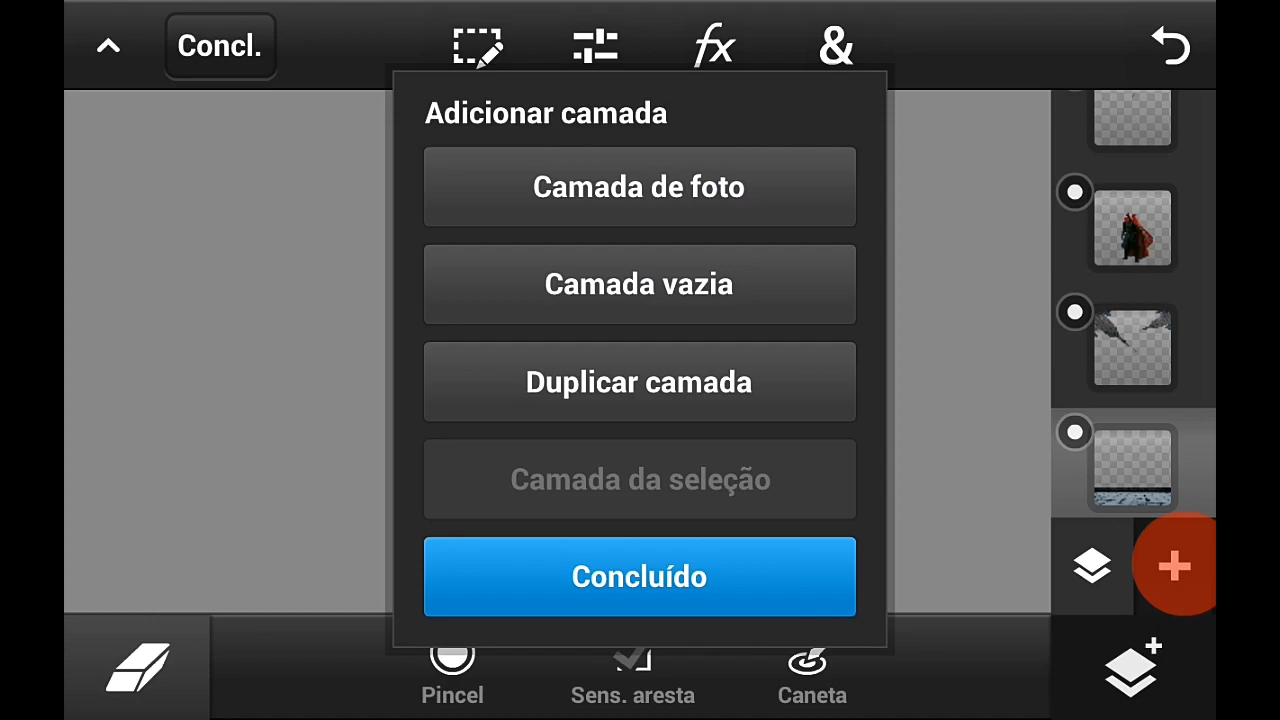 Concl.
fx
&
Adicionar camada
Camada de foto
Camada vazia
Duplicar camada
Camada da seleção
Concluído
Pincel
Sens. aresta
Caneta